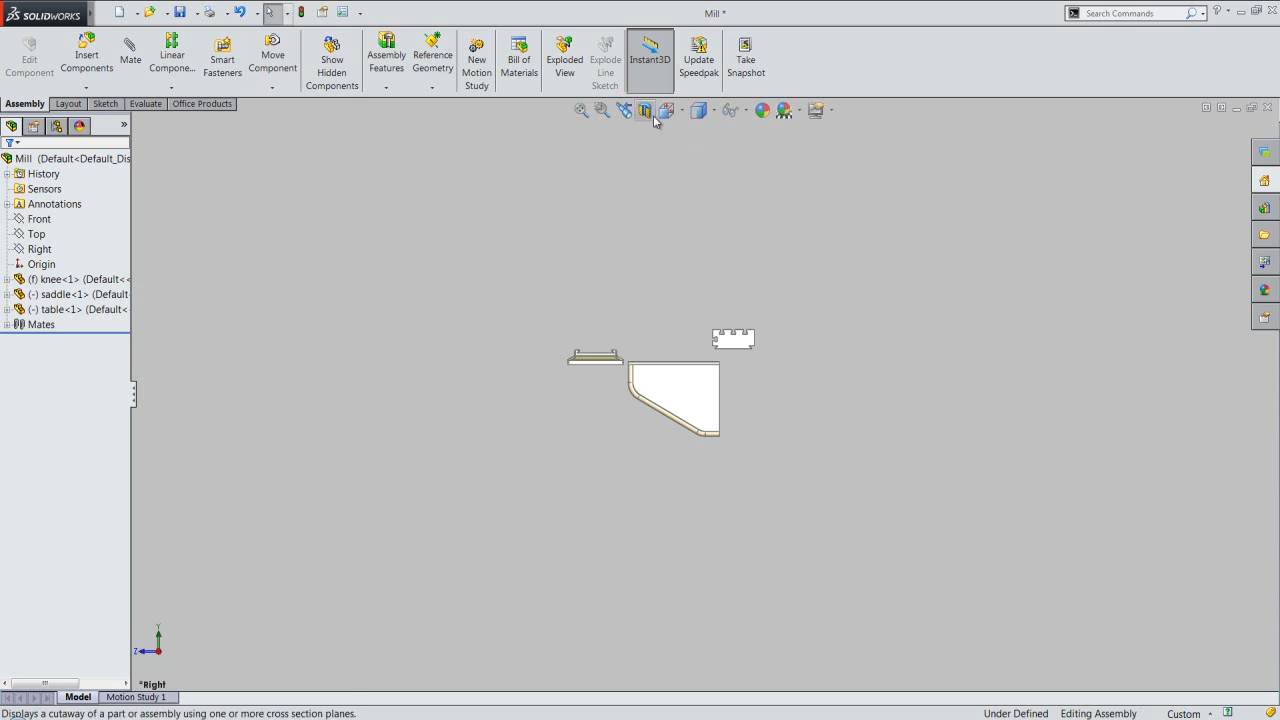 SOLIDWORKS
Mill *
Search Commands
Edit Component
Insert Components
Mate
Linear Compone...
Smart Fasteners
Move Component
Show Hidden Components
Assembly Features
Reference Geometry
New Motion Study
Bill of Materials
Exploded View
Explode Line Sketch
Instant3D
Update Speedpak
Take Snapshot
Assembly
Layout
Sketch
Evaluate
Office Products
Mill (Default<Default_Dis
History
Sensors
Annotations
Front
Top
Right
Origin
(f) knee<1> (Default<<
(-) saddle<1> (Default
(-) table<1> (Default<
Mates
Y
Z
*Right
Model
Motion Study 1
Displays a cutaway of a part or assembly using one or more cross section planes.
Under Defined
Editing Assembly
Custom